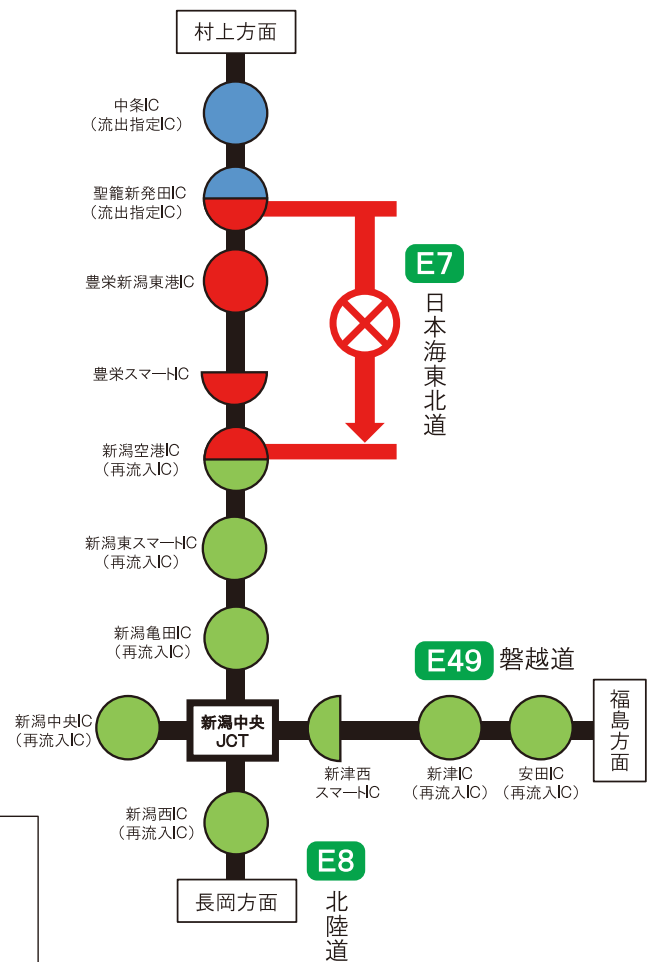 村上方面
中条IC
（流出指定IC）
聖籠新発田IC
（流出指定IC）
豊栄新潟東港IC
E7
日本海東北道
豊栄スマートIC
新潟空港IC
（再流入IC）
新潟東スマートIC
（再流入IC）
新潟亀田IC
（再流入IC）
E49 磐越道
新潟中央IC
（再流入IC）
新潟中央
JCT
新津西
スマートIC
新津IC
（再流入IC）
安田IC
（再流入IC）
福島方面
新潟西IC
（再流入IC）
E8
北陸道
長岡方面